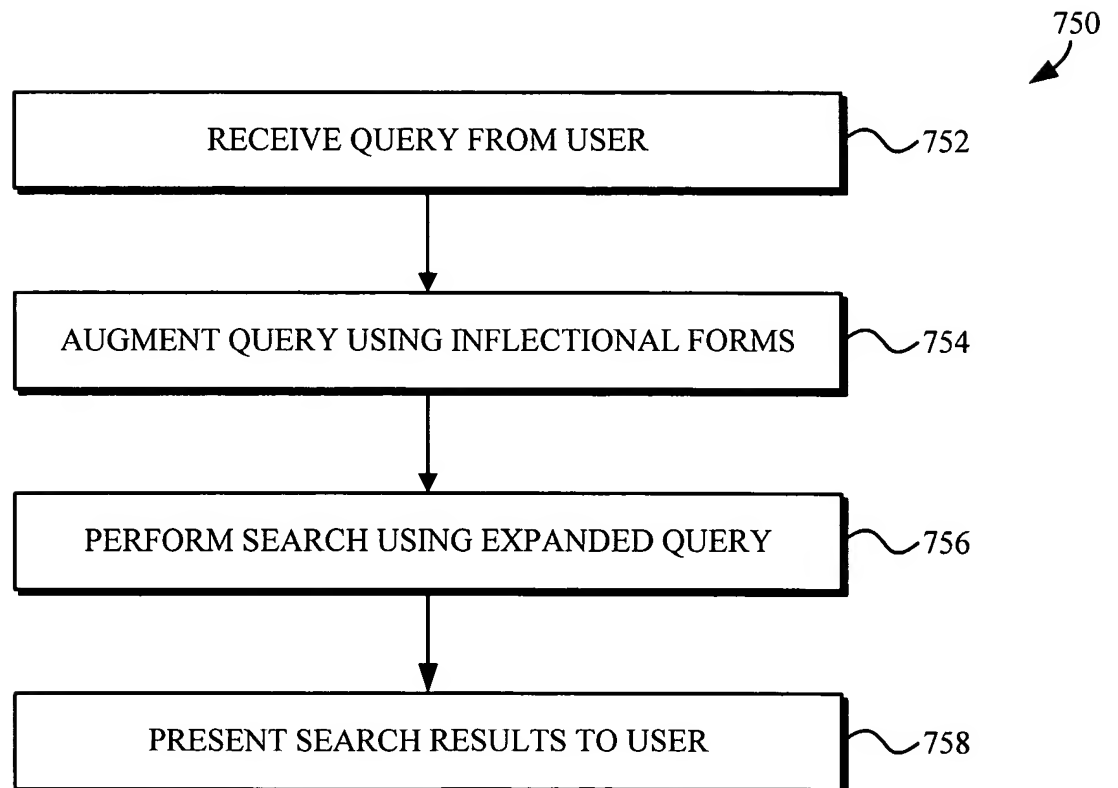 750
RECEIVE QUERY FROM USER
752
AUGMENT QUERY USING INFLECTIONAL FORMS
754
PERFORM SEARCH USING EXPANDED QUERY
756
PRESENT SEARCH RESULTS TO USER
758